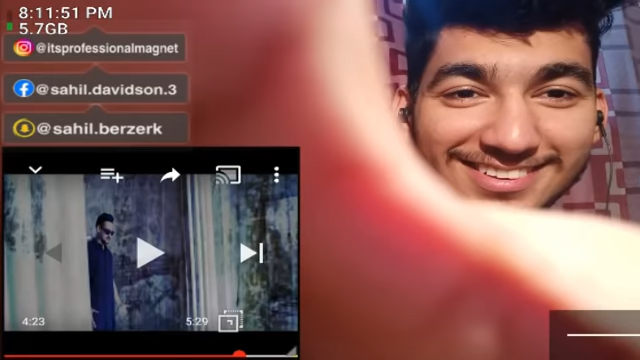 8:11:51 PM
5.7GB
@itsprofessionalmagnet
@sahil.davidson.3
@sahil.berzerk
4:23
5:29